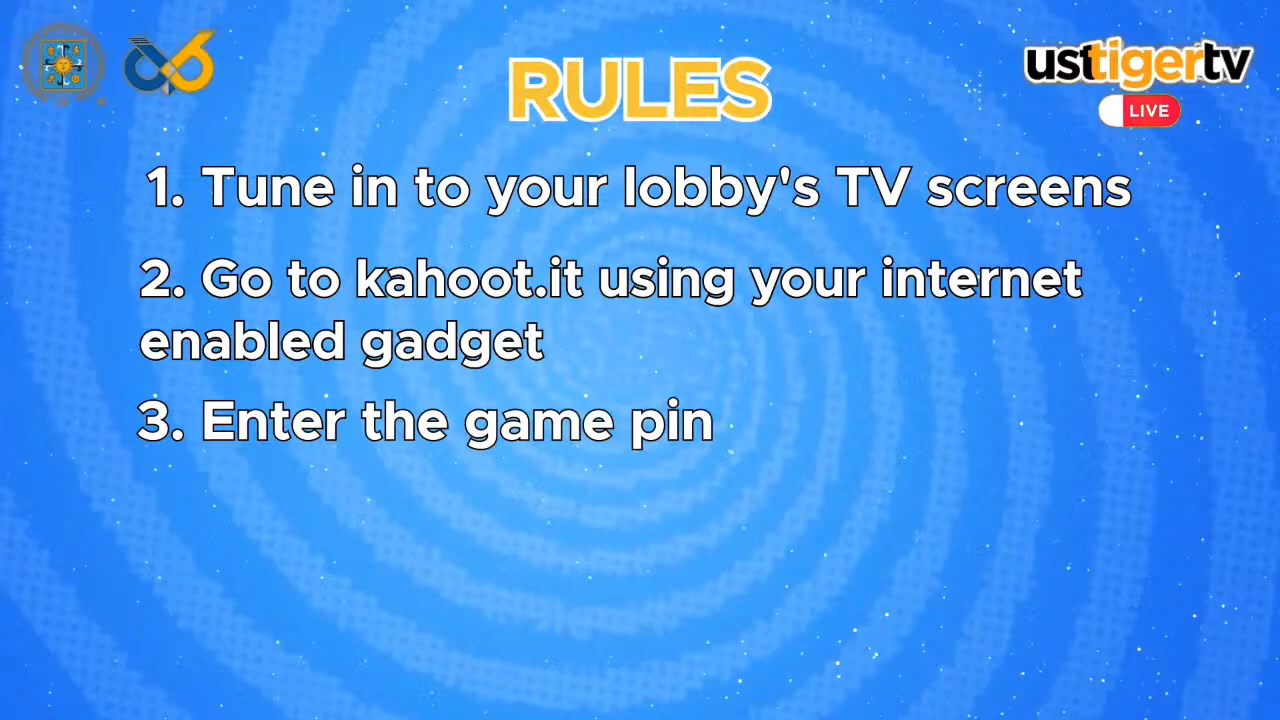 RULES
usttigertv
LIVE
1. Tune in to your lobby's TV screens
2. Go to kahoot.it using your internet
enabled gadget
3. Enter the game pin